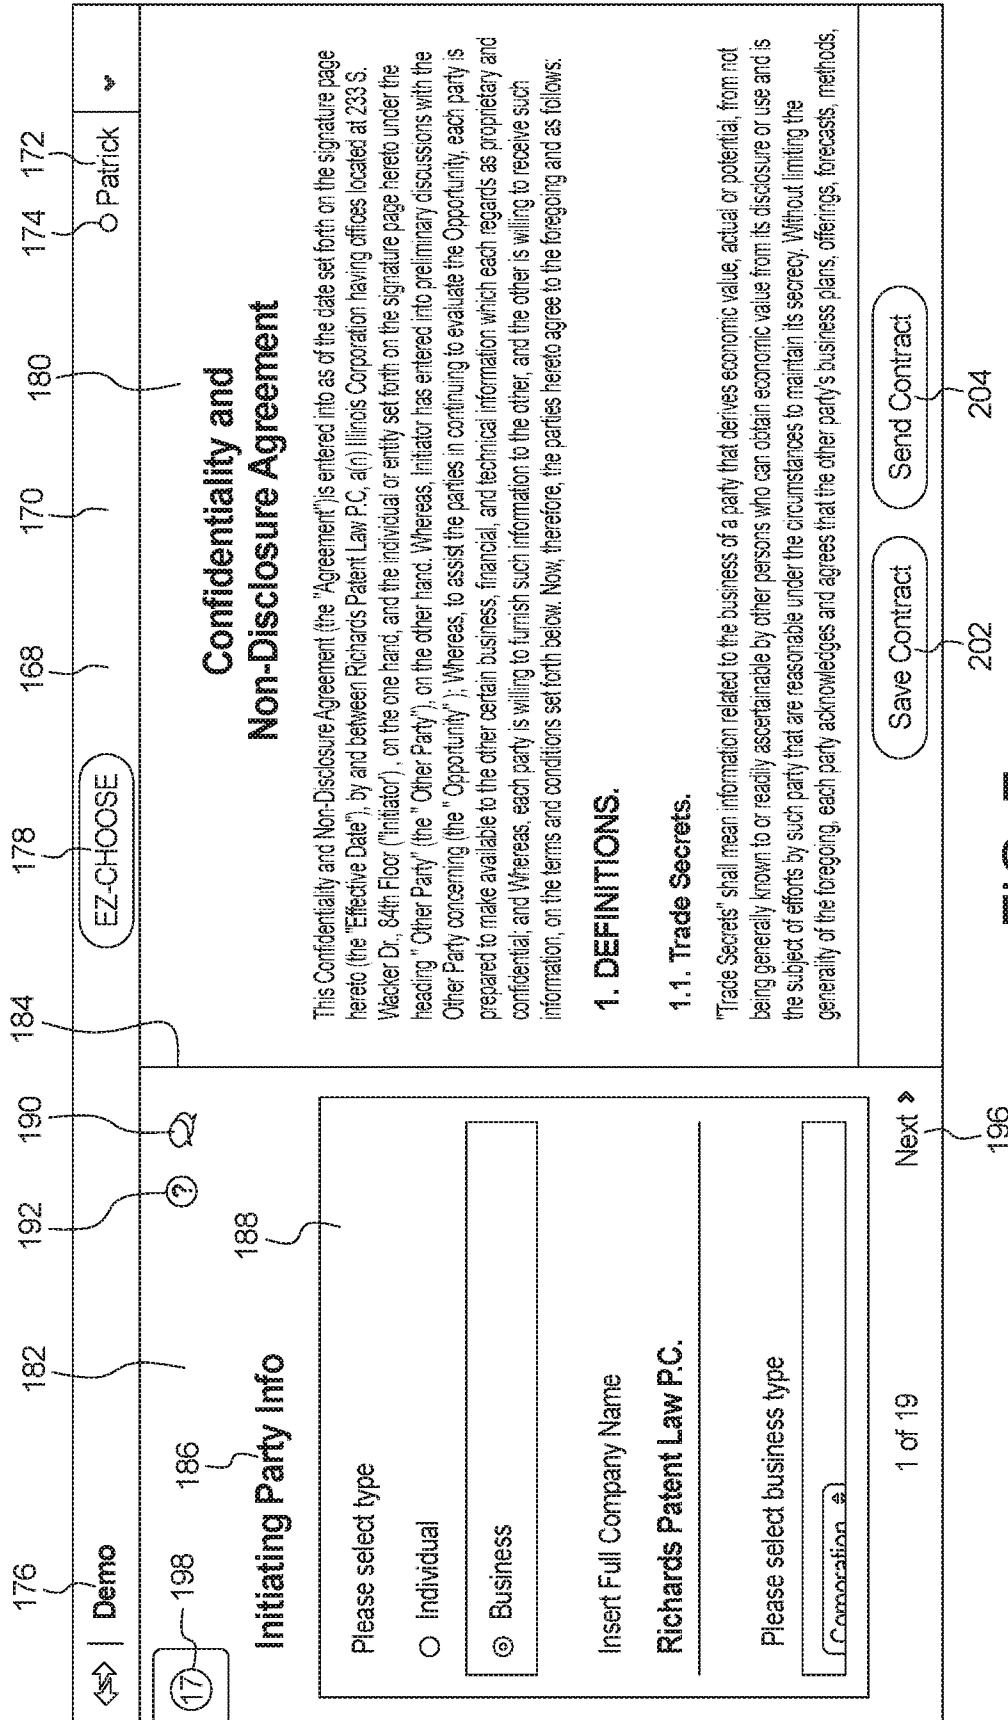 176
192
190
184
178
168
170
180
174
172
182
Demo
EZ-CHOOSE
Patrick
17
198
186
Initiating Party Info
?
188
Please select type
Individual
Business
Insert Full Company Name
Richards Patent Law P.C.
Please select business type
Corporation
1 of 19
Next »
196
Confidentiality and
Non-Disclosure Agreement
This Confidentiality and Non-Disclosure Agreement (the "Agreement")is entered into as of the date set forth on the signature page
hereto (the "Effective Date"), by and between Richards Patent Law P.C, a(n) Illinois Corporation having offices located at 233 S.
Wacker Dr., 84th Floor ("Initiator") , on the one hand, and the individual or entity set forth on the signature page hereto under the
heading " Other Party" (the " Other Party"), on the other hand. Whereas, Initiator has entered into preliminary discussions with the
Other Party concerning (the " Opportunity" ); Whereas, to assist the parties in continuing to evaluate the Opportunity, each party is
prepared to make available to the other certain business, financial, and technical information which each regards as proprietary and
confidential; and Whereas, each party is willing to furnish such information to the other, and the other is willing to receive such
information, on the terms and conditions set forth below. Now, therefore, the parties hereto agree to the foregoing and as follows:
1. DEFINITIONS.
1.1. Trade Secrets.
"Trade Secrets" shall mean information related to the business of a party that derives economic value, actual or potential, from not
being generally known to or readily ascertainable by other persons who can obtain economic value from its disclosure or use and is
the subject of efforts by such party that are reasonable under the circumstances to maintain its secrecy. Without limiting the
generality of the foregoing, each party acknowledges and agrees that the other party's business plans, offerings, forecasts, methods,
Save Contract
Send Contract
202
204